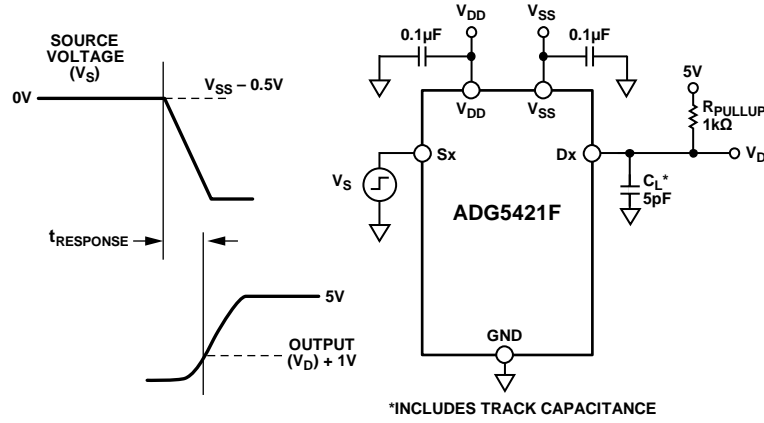 SOURCE
VOLTAGE
(VS)
0V
VSS – 0.5V
tRESPONSE
5V
OUTPUT
(VD) + 1V
VDD
VSS
0.1µF
0.1µF
VDD
VSS
5V
RPULLUP
1kΩ
Sx
Dx
VD
VS
CL*
5pF
ADG5421F
GND
*INCLUDES TRACK CAPACITANCE